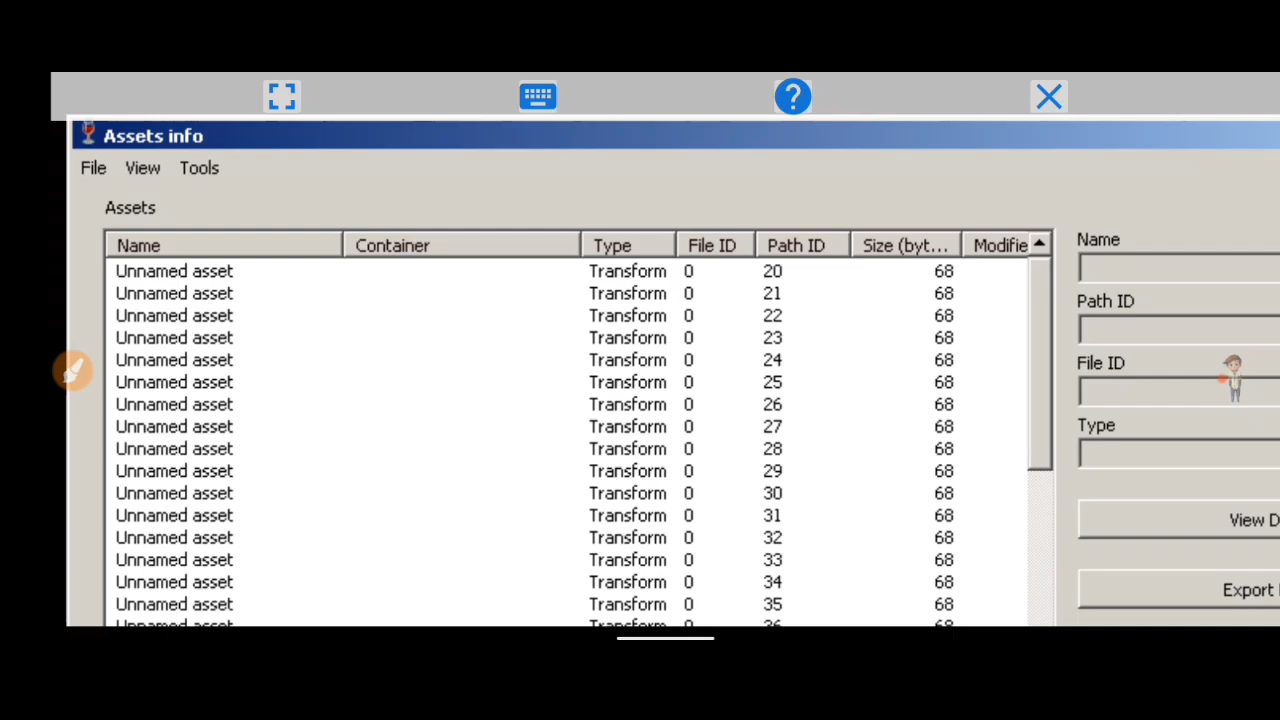 Assets info
File View Tools
Assets
Name Container Type File ID Path ID Size (byt... Modifie
Unnamed asset Transform 0 20 68
Unnamed asset Transform 0 21 68
Unnamed asset Transform 0 22 68
Unnamed asset Transform 0 23 68
Unnamed asset Transform 0 24 68
Unnamed asset Transform 0 25 68
Unnamed asset Transform 0 26 68
Unnamed asset Transform 0 27 68
Unnamed asset Transform 0 28 68
Unnamed asset Transform 0 29 68
Unnamed asset Transform 0 30 68
Unnamed asset Transform 0 31 68
Unnamed asset Transform 0 32 68
Unnamed asset Transform 0 33 68
Unnamed asset Transform 0 34 68
Unnamed asset Transform 0 35 68
Unnamed asset Transform 0 36 68
Name
Path ID
File ID
Type
View D
Export